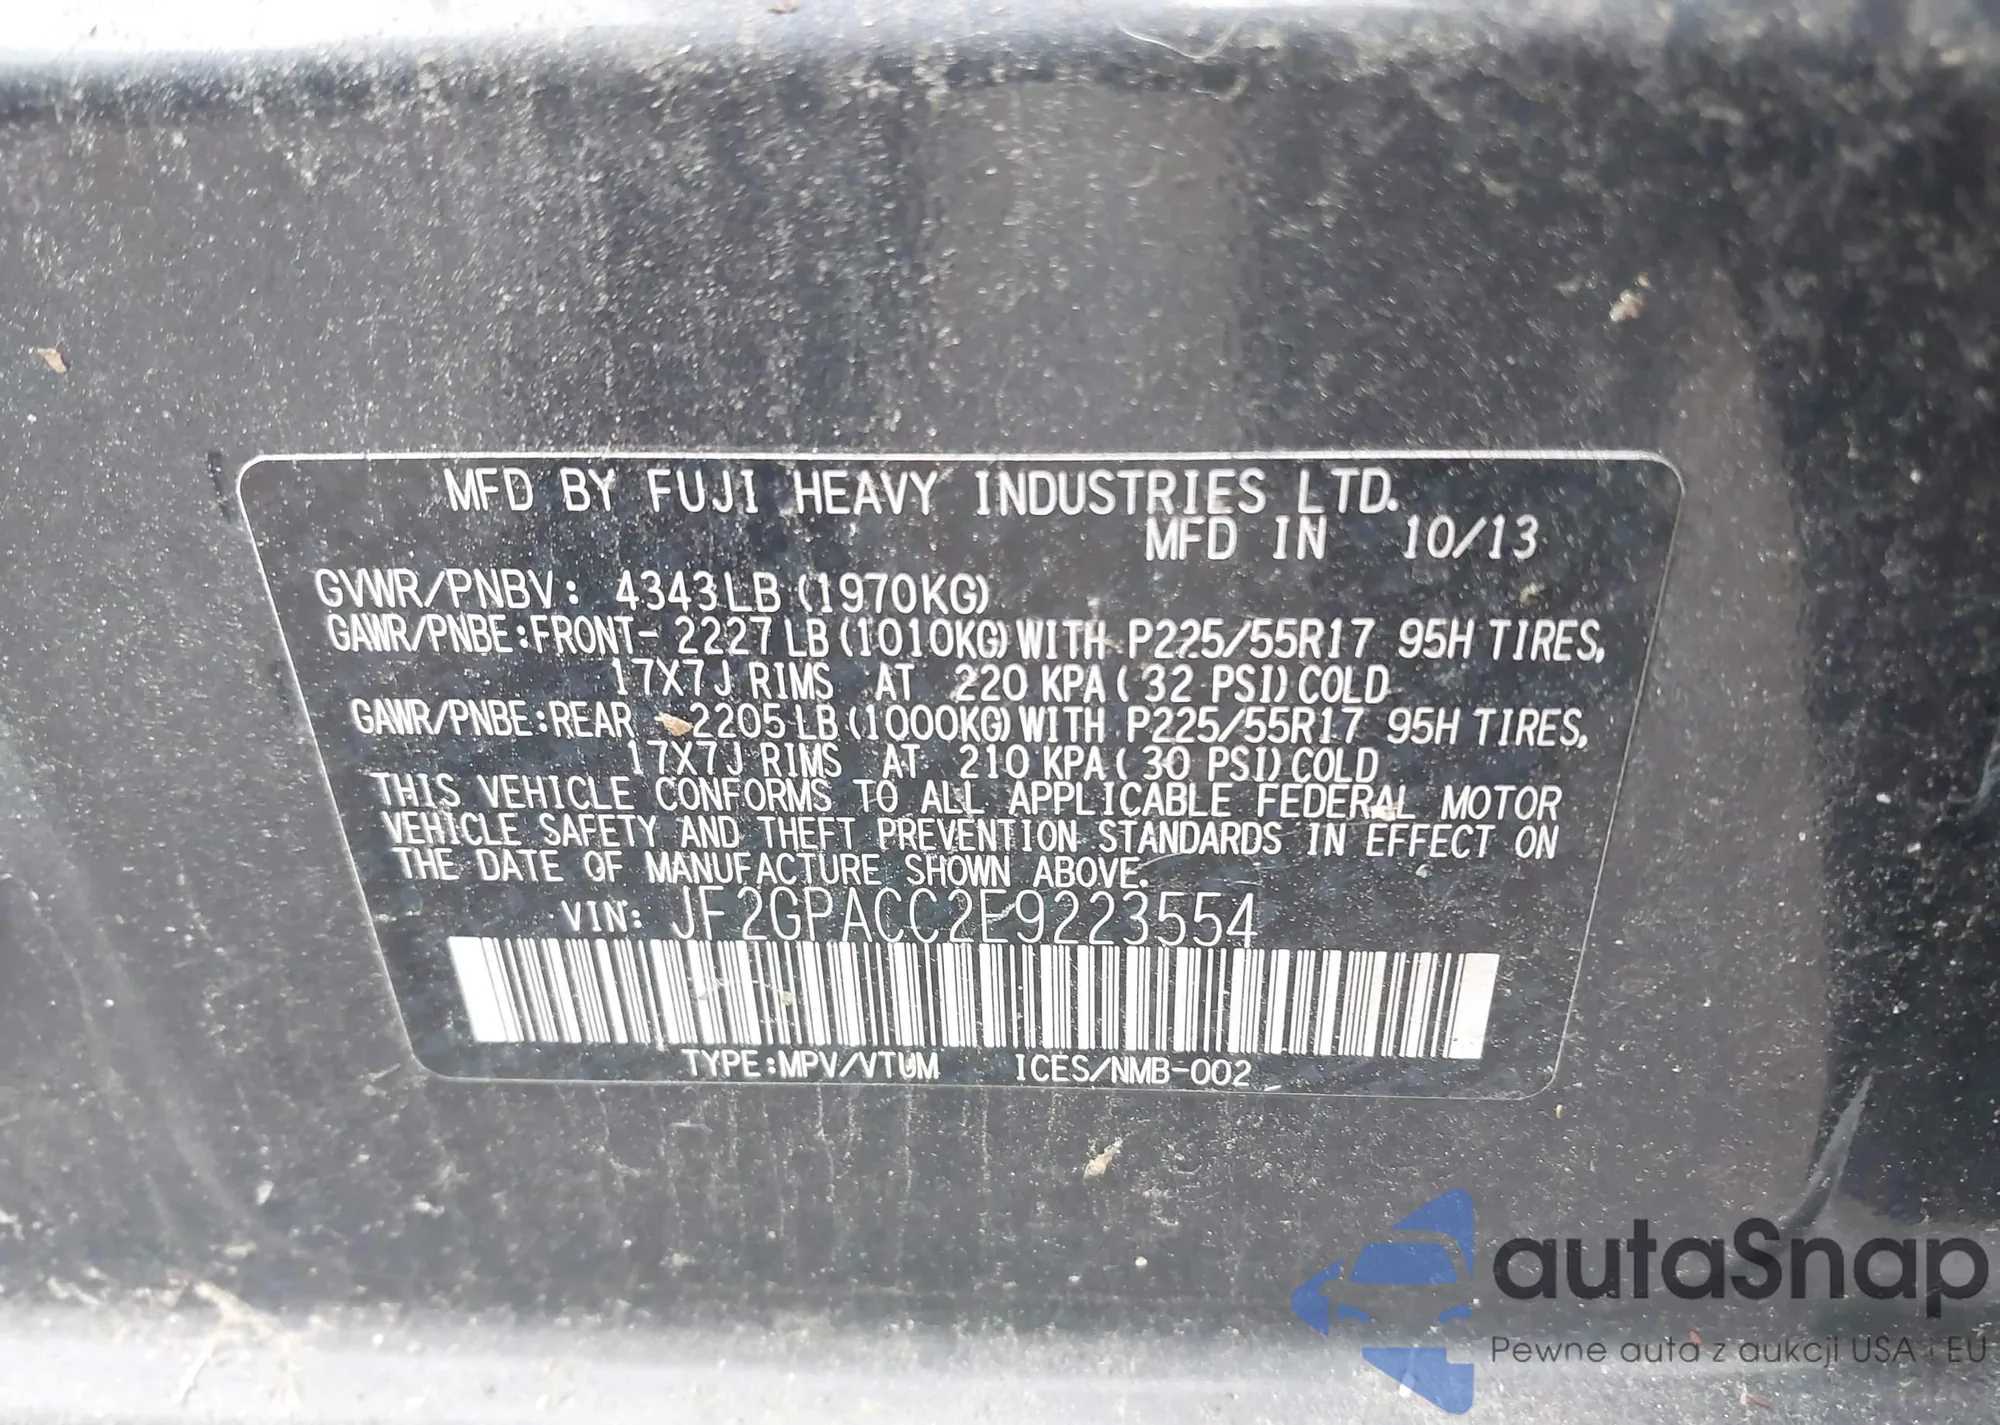 MFD BY FUJI HEAVY INDUSTRIES LTD.
MFD IN 10/13
GVWR/PNBV: 4343LB (1970KG)
GAWR/PNBE:FRONT- 2227 LB (1010KG) WITH P225/55R17 95H TIRES,
17X7J RIMS AT 220 KPA ( 32 PSI) COLD
GAWR/PNBE:REAR 2205 LB (1000KG) WITH P225/55R17 95H TIRES,
17X7J RIMS AT 210 KPA ( 30 PSI) COLD
THIS VEHICLE CONFORMS TO ALL APPLICABLE FEDERAL MOTOR
VEHICLE SAFETY AND THEFT PREVENTION STANDARDS IN EFFECT ON
THE DATE OF MANUFACTURE SHOWN ABOVE.
VIN: JF2GPACC2E9223554
TYPE:MPV/VTUM ICES/NMB-002
autaSnap
Pewne auta z aukcji USA i EU